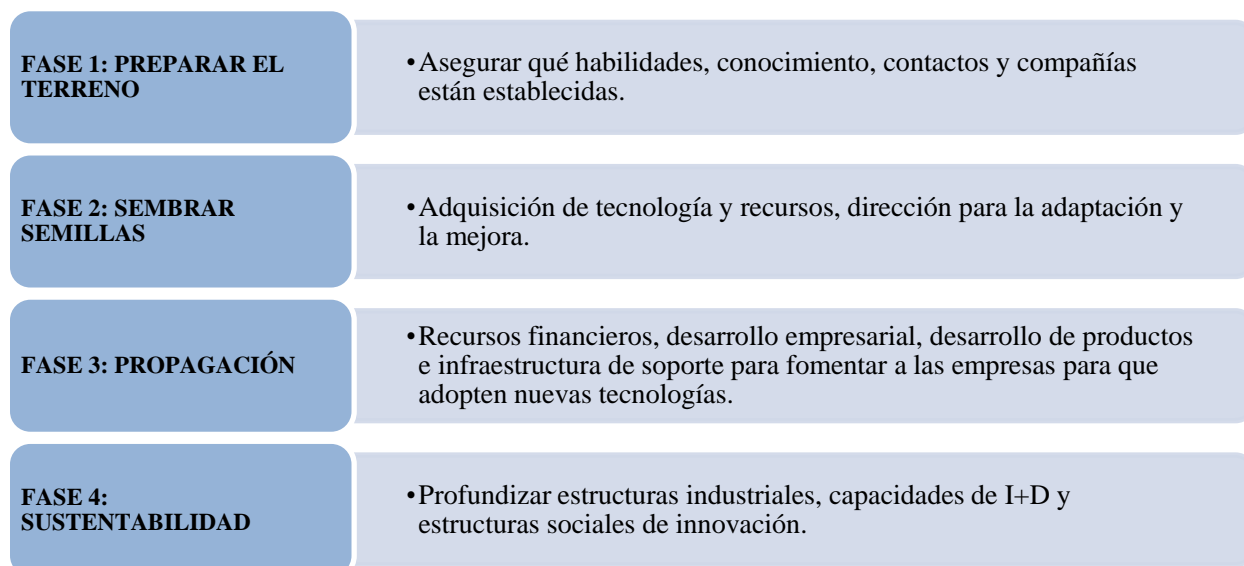 FASE 1: PREPARAR EL
TERRENO
•Asegurar qué habilidades, conocimiento, contactos y compañías
están establecidas.
FASE 2: SEMBRAR
SEMILLAS
•Adquisición de tecnología y recursos, dirección para la adaptación y
la mejora.
FASE 3: PROPAGACIÓN
•Recursos financieros, desarrollo empresarial, desarrollo de productos
e infraestructura de soporte para fomentar a las empresas para que
adopten nuevas tecnologías.
FASE 4:
SUSTENTABILIDAD
•Profundizar estructuras industriales, capacidades de I+D y
estructuras sociales de innovación.